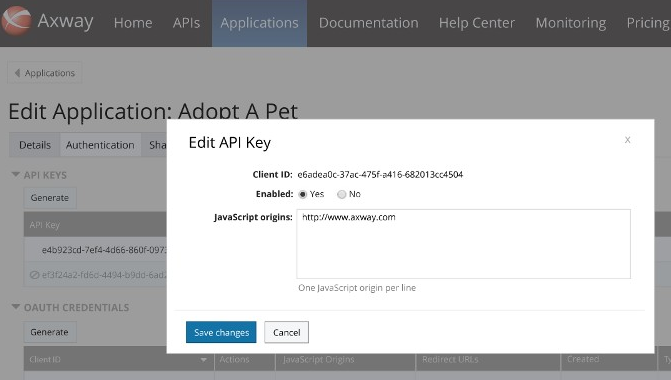 Axway Home APIs Applications Documentation Help Center Monitoring Pricing
Applications
Edit Application: Adopt A Pet
Details Authentication Sha
Edit API Key x
Client ID: e6adea0c-37ac-475f-a416-682013cc4504
Enabled: Yes No
JavaScript origins: http://www.axway.com
One JavaScript origin per line
Save changes Cancel
API KEYS
Generate
API Key
e4b923cd-7ef4-4d66-860f-097
ef3f24a2-fd6d-4494-b9dd-6ad
OAUTH CREDENTIALS
Generate
Client ID Actions JavaScript Origins Redirect URLs Created Ty